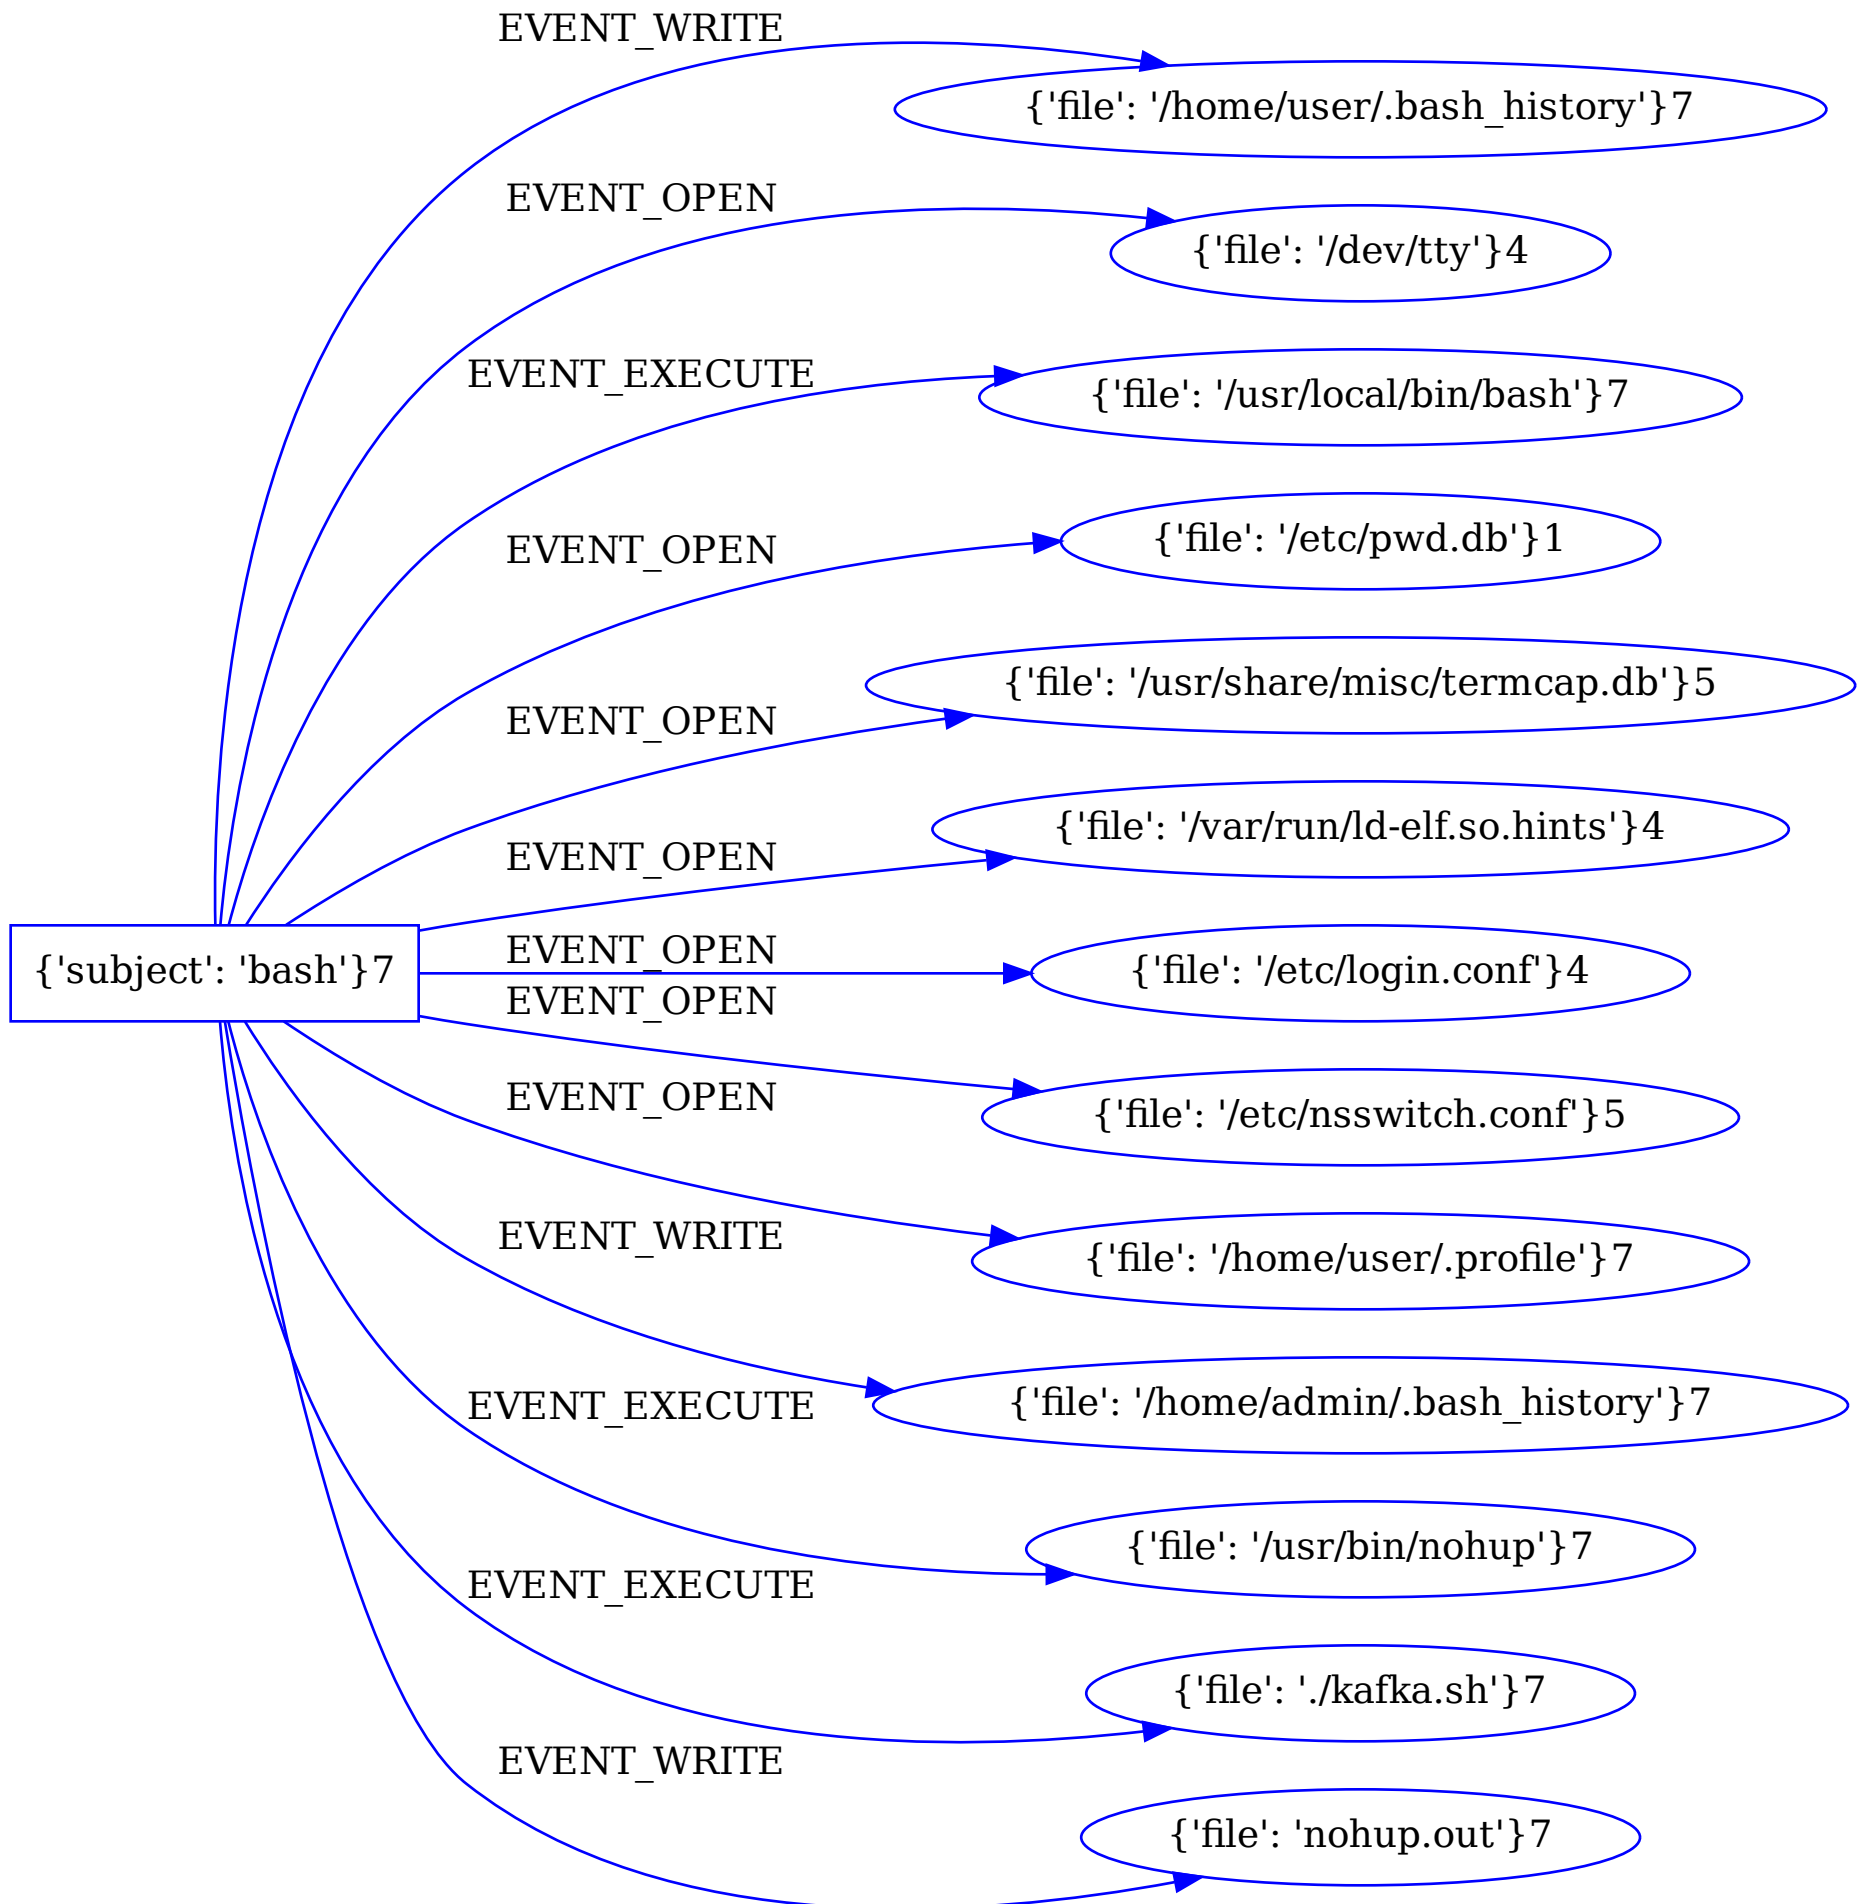 EVENT_WRITE
{'file': '/home/user/.bash_history'}7
EVENT_OPEN
{'file': '/dev/tty'}4
EVENT_EXECUTE
{'file': '/usr/local/bin/bash'}7
EVENT_OPEN
{'file': '/etc/pwd.db'}1
EVENT_OPEN
{'file': '/usr/share/misc/termcap.db'}5
EVENT_OPEN
{'file': '/var/run/ld-elf.so.hints'}4
{'subject': 'bash'}7
EVENT_OPEN
{'file': '/etc/login.conf'}4
EVENT_OPEN
{'file': '/etc/nsswitch.conf'}5
EVENT_OPEN
{'file': '/home/user/.profile'}7
EVENT_WRITE
{'file': '/home/admin/.bash_history'}7
EVENT_EXECUTE
{'file': '/usr/bin/nohup'}7
EVENT_EXECUTE
{'file': './kafka.sh'}7
EVENT_WRITE
{'file': 'nohup.out'}7